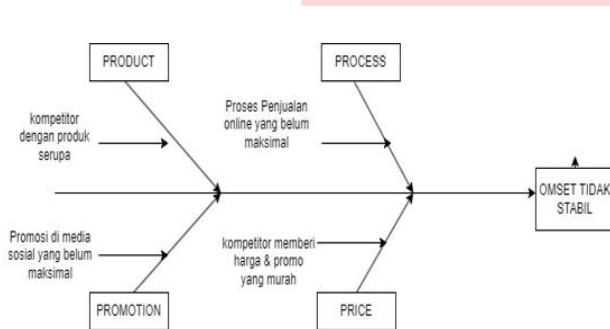 PRODUCT
PROCESS
kompetitor
dengan produk
serupa
Proses Penjualan
online yang belum
maksimal
OMSET TIDAK
STABIL
Promosi di media
sosial yang belum
maksimal
kompetitor memberi
harga & promo
yang murah
PROMOTION
PRICE